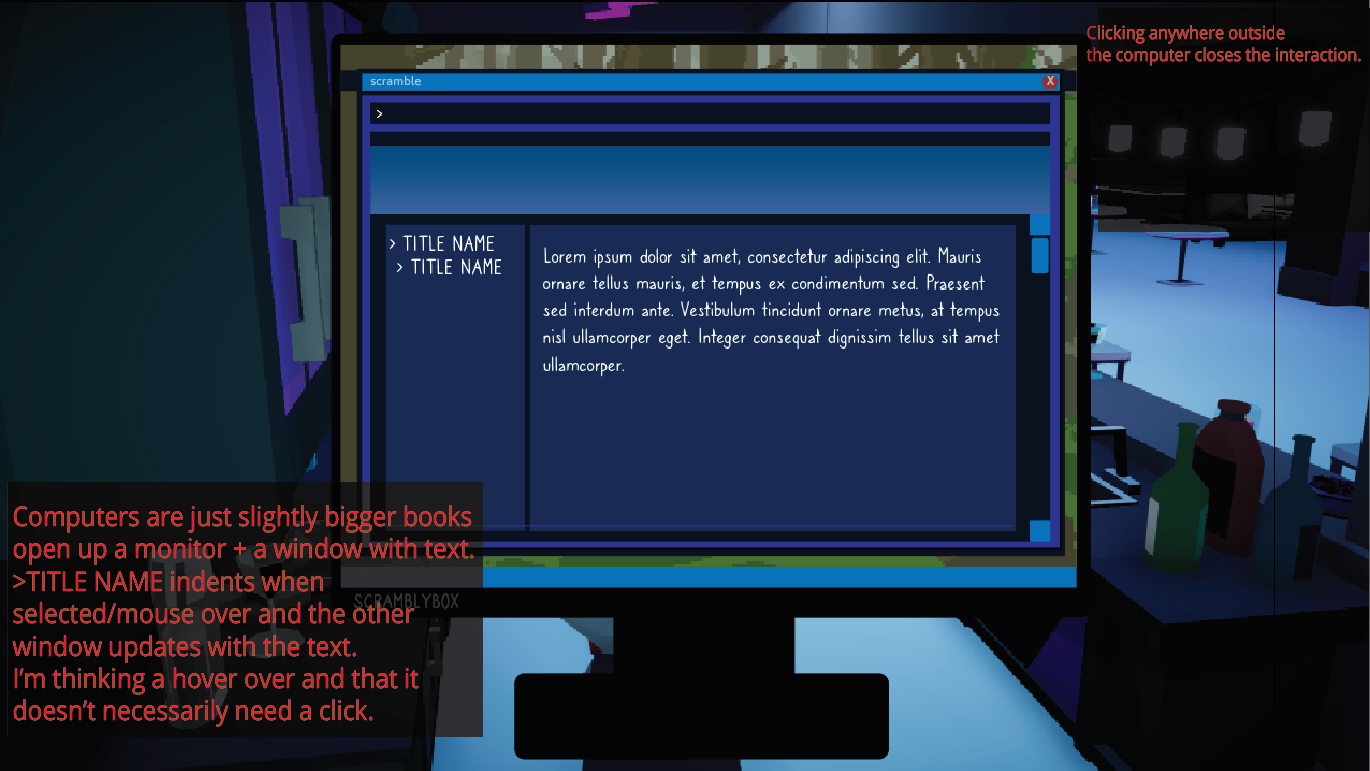 Clicking anywhere outside
the computer closes the interaction.
scramble
X
>
> TITLE NAME
> TITLE NAME
Lorem ipsum dolor sit amet, consectetur adipiscing elit. Mauris
ornare tellus mauris, et tempus ex condimentum sed. Praesent
sed interdum ante. Vestibulum tincidunt ornare metus, at tempus
nisl ullamcorper eget. Integer consequat dignissim tellus sit amet
ullamcorper.
Computers are just slightly bigger books
open up a monitor + a window with text.
>TITLE NAME indents when
selected/mouse over and the other
window updates with the text.
I'm thinking a hover over and that it
doesn't necessarily need a click.
SCRAMBLYBOX